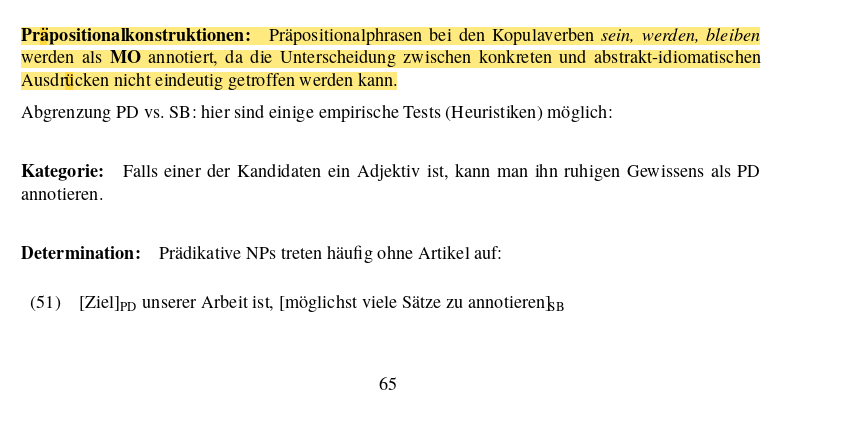 Präpositionalkonstruktionen: Präpositionalphrasen bei den Kopulaverben sein, werden, bleiben
werden als MO annotiert, da die Unterscheidung zwischen konkreten und abstrakt-idiomatischen
Ausdrücken nicht eindeutig getroffen werden kann.
Abgrenzung PD vs. SB: hier sind einige empirische Tests (Heuristiken) möglich:
Kategorie: Falls einer der Kandidaten ein Adjektiv ist, kann man ihn ruhigen Gewissens als PD
annotieren.
Determination: Prädikative NPs treten häufig ohne Artikel auf:
(51) [Ziel]PD unserer Arbeit ist, [möglichst viele Sätze zu annotieren]SB
65